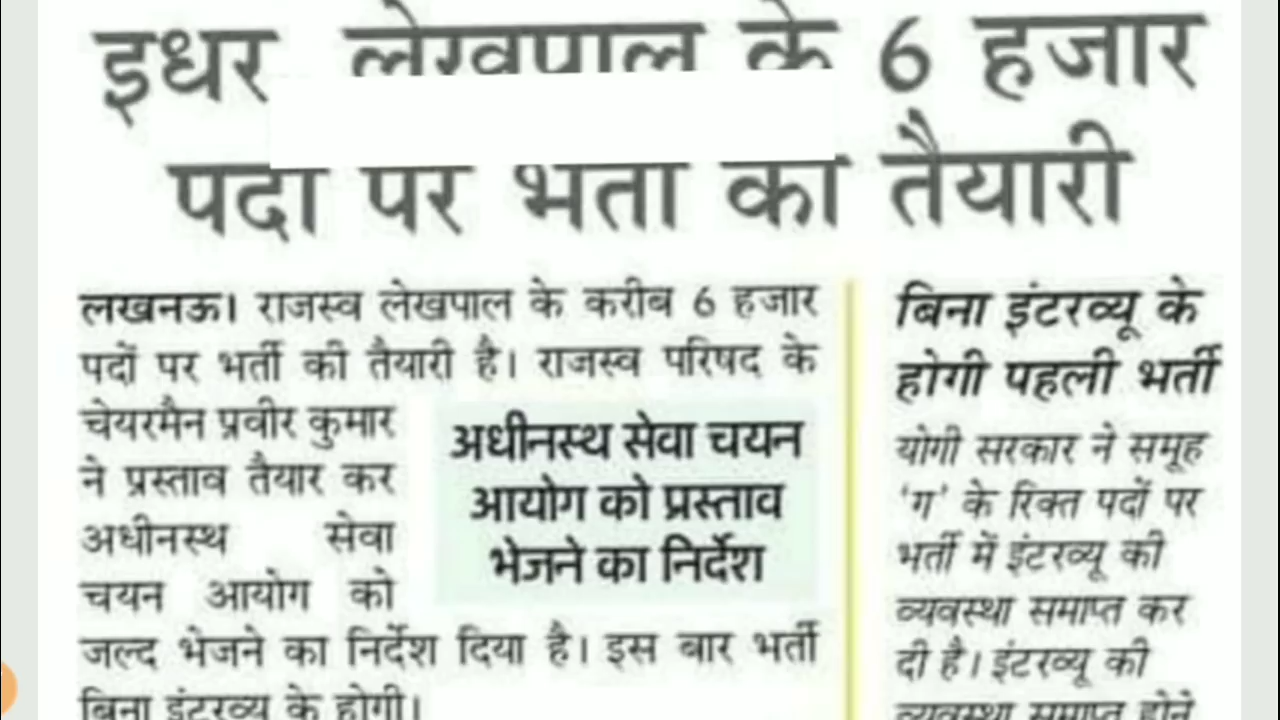 इधर लेखपाल के 6 हजार
पदों पर भर्ती की तैयारी
लखनऊ। राजस्व लेखपाल के करीब 6 हजार
पदों पर भर्ती की तैयारी है। राजस्व परिषद के
चेयरमैन प्रवीर कुमार
ने प्रस्ताव तैयार कर
अधीनस्थ सेवा
चयन आयोग को
जल्द भेजने का निर्देश दिया है। इस बार भर्ती
बिना इंटरव्यू के होगी।
अधीनस्थ सेवा चयन
आयोग को प्रस्ताव
भेजने का निर्देश
बिना इंटरव्यू के
होगी पहली भर्ती
योगी सरकार ने समूह
'ग' के रिक्त पदों पर
भर्ती में इंटरव्यू की
व्यवस्था समाप्त कर
दी है। इंटरव्यू की
व्यवस्था समाप्त होने